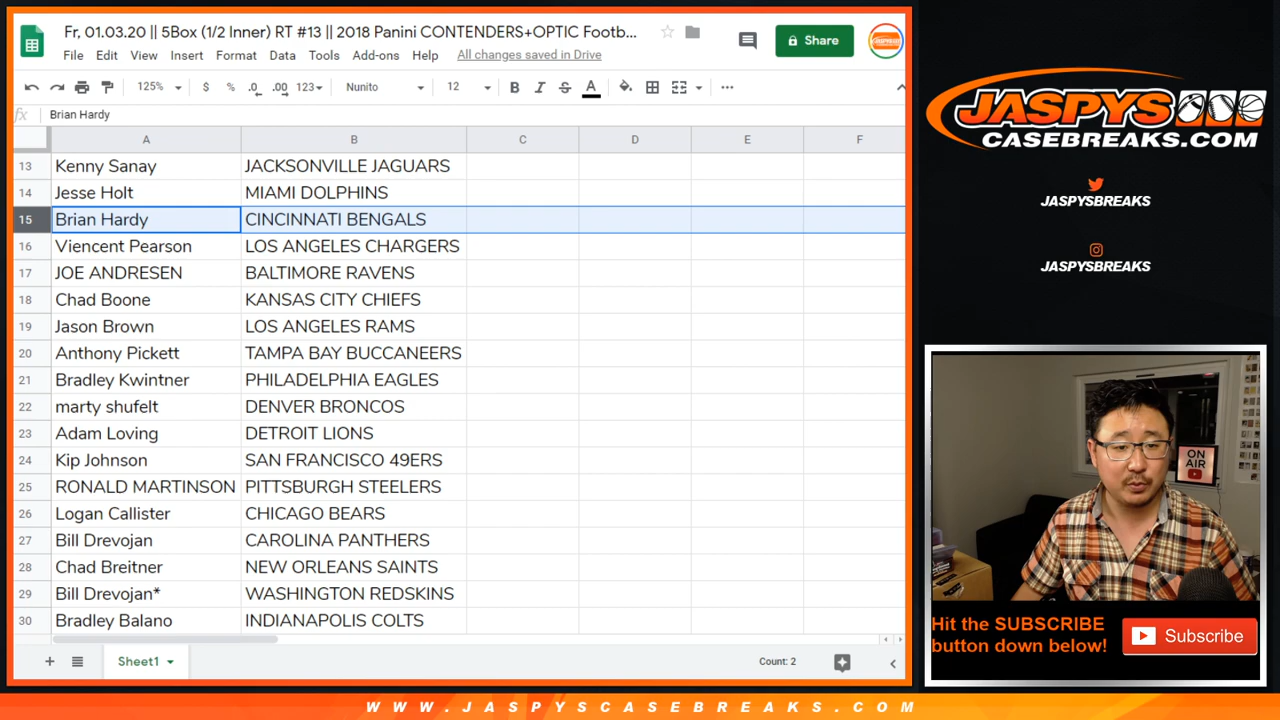 Fr, 01.03.20 || 5Box (1/2 Inner) RT #13 || 2018 Panini CONTENDERS+OPTIC Footb...
Share
File Edit View Insert Format Data Tools Add-ons Help All changes saved in Drive
125% $ % .0 .00 123 Nunito 12 B I S A
fx Brian Hardy
A B C D E F
13 Kenny Sanay JACKSONVILLE JAGUARS
14 Jesse Holt MIAMI DOLPHINS
15 Brian Hardy CINCINNATI BENGALS
16 Viencent Pearson LOS ANGELES CHARGERS
17 JOE ANDRESEN BALTIMORE RAVENS
18 Chad Boone KANSAS CITY CHIEFS
19 Jason Brown LOS ANGELES RAMS
20 Anthony Pickett TAMPA BAY BUCCANEERS
21 Bradley Kwintner PHILADELPHIA EAGLES
22 marty shufelt DENVER BRONCOS
23 Adam Loving DETROIT LIONS
24 Kip Johnson SAN FRANCISCO 49ERS
25 RONALD MARTINSON PITTSBURGH STEELERS
26 Logan Callister CHICAGO BEARS
27 Bill Drevojan CAROLINA PANTHERS
28 Chad Breitner NEW ORLEANS SAINTS
29 Bill Drevojan* WASHINGTON REDSKINS
30 Bradley Balano INDIANAPOLIS COLTS
Sheet1 Count: 2
JASPYS
CASEBREAKS.COM
JASPYSBREAKS
JASPYSBREAKS
ON AIR
Hit the SUBSCRIBE
button down below!
Subscribe
WWW.JASPYSCASEBREAKS.COM